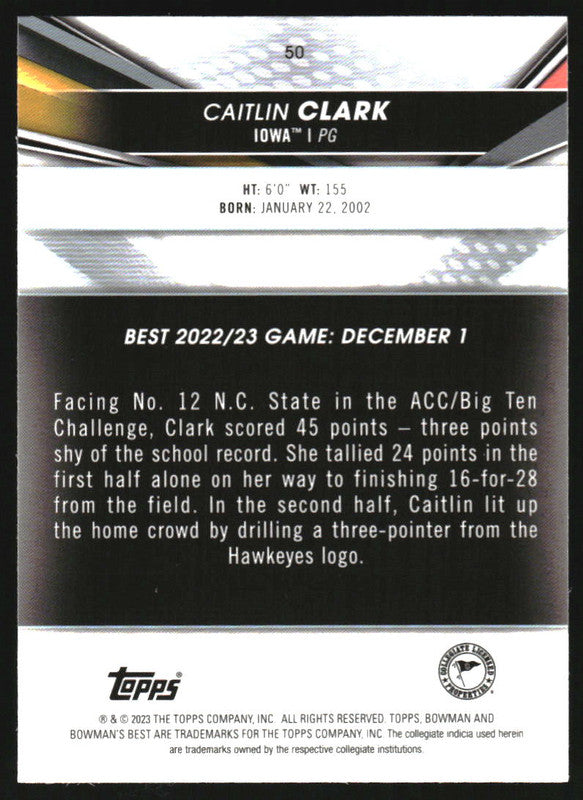 50
CAITLIN CLARK
IOWA™ | PG
HT: 6'0" WT: 155
BORN: JANUARY 22, 2002
BEST 2022/23 GAME: DECEMBER 1
Facing No. 12 N.C. State in the ACC/Big Ten
Challenge, Clark scored 45 points – three points
shy of the school record. She tallied 24 points in the
first half alone on her way to finishing 16-for-28
from the field. In the second half, Caitlin lit up
the home crowd by drilling a three-pointer from the
Hawkeyes logo.
topps®
COLLEGIATE LICENSED PROPERTIES
® & © 2023 THE TOPPS COMPANY, INC. ALL RIGHTS RESERVED. TOPPS, BOWMAN AND
BOWMAN'S BEST ARE TRADEMARKS FOR THE TOPPS COMPANY, INC. The collegiate indicia used herein
are trademarks owned by the respective collegiate institutions.